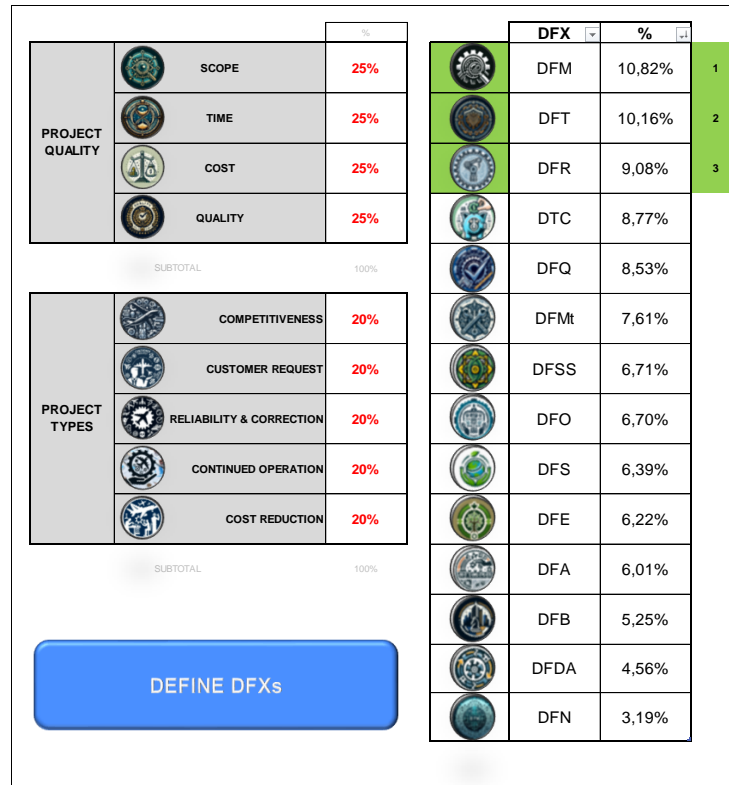 %
PROJECT
QUALITY
SCOPE 25%
TIME 25%
COST 25%
QUALITY 25%
SUBTOTAL 100%
PROJECT
TYPES
COMPETITIVENESS 20%
CUSTOMER REQUEST 20%
RELIABILITY & CORRECTION 20%
CONTINUED OPERATION 20%
COST REDUCTION 20%
SUBTOTAL 100%
DEFINE DFXs
DFX %
DFM 10,82% 1
DFT 10,16% 2
DFR 9,08% 3
DTC 8,77%
DFQ 8,53%
DFMt 7,61%
DFSS 6,71%
DFO 6,70%
DFS 6,39%
DFE 6,22%
DFA 6,01%
DFB 5,25%
DFDA 4,56%
DFN 3,19%